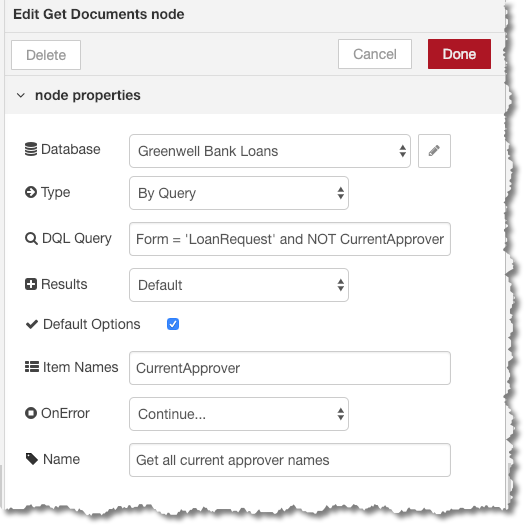 Edit Get Documents node
Delete
Cancel
Done
node properties
Database
Greenwell Bank Loans
Type
By Query
DQL Query
Form = 'LoanRequest' and NOT CurrentApprover
Results
Default
Default Options
Item Names
CurrentApprover
OnError
Continue...
Name
Get all current approver names